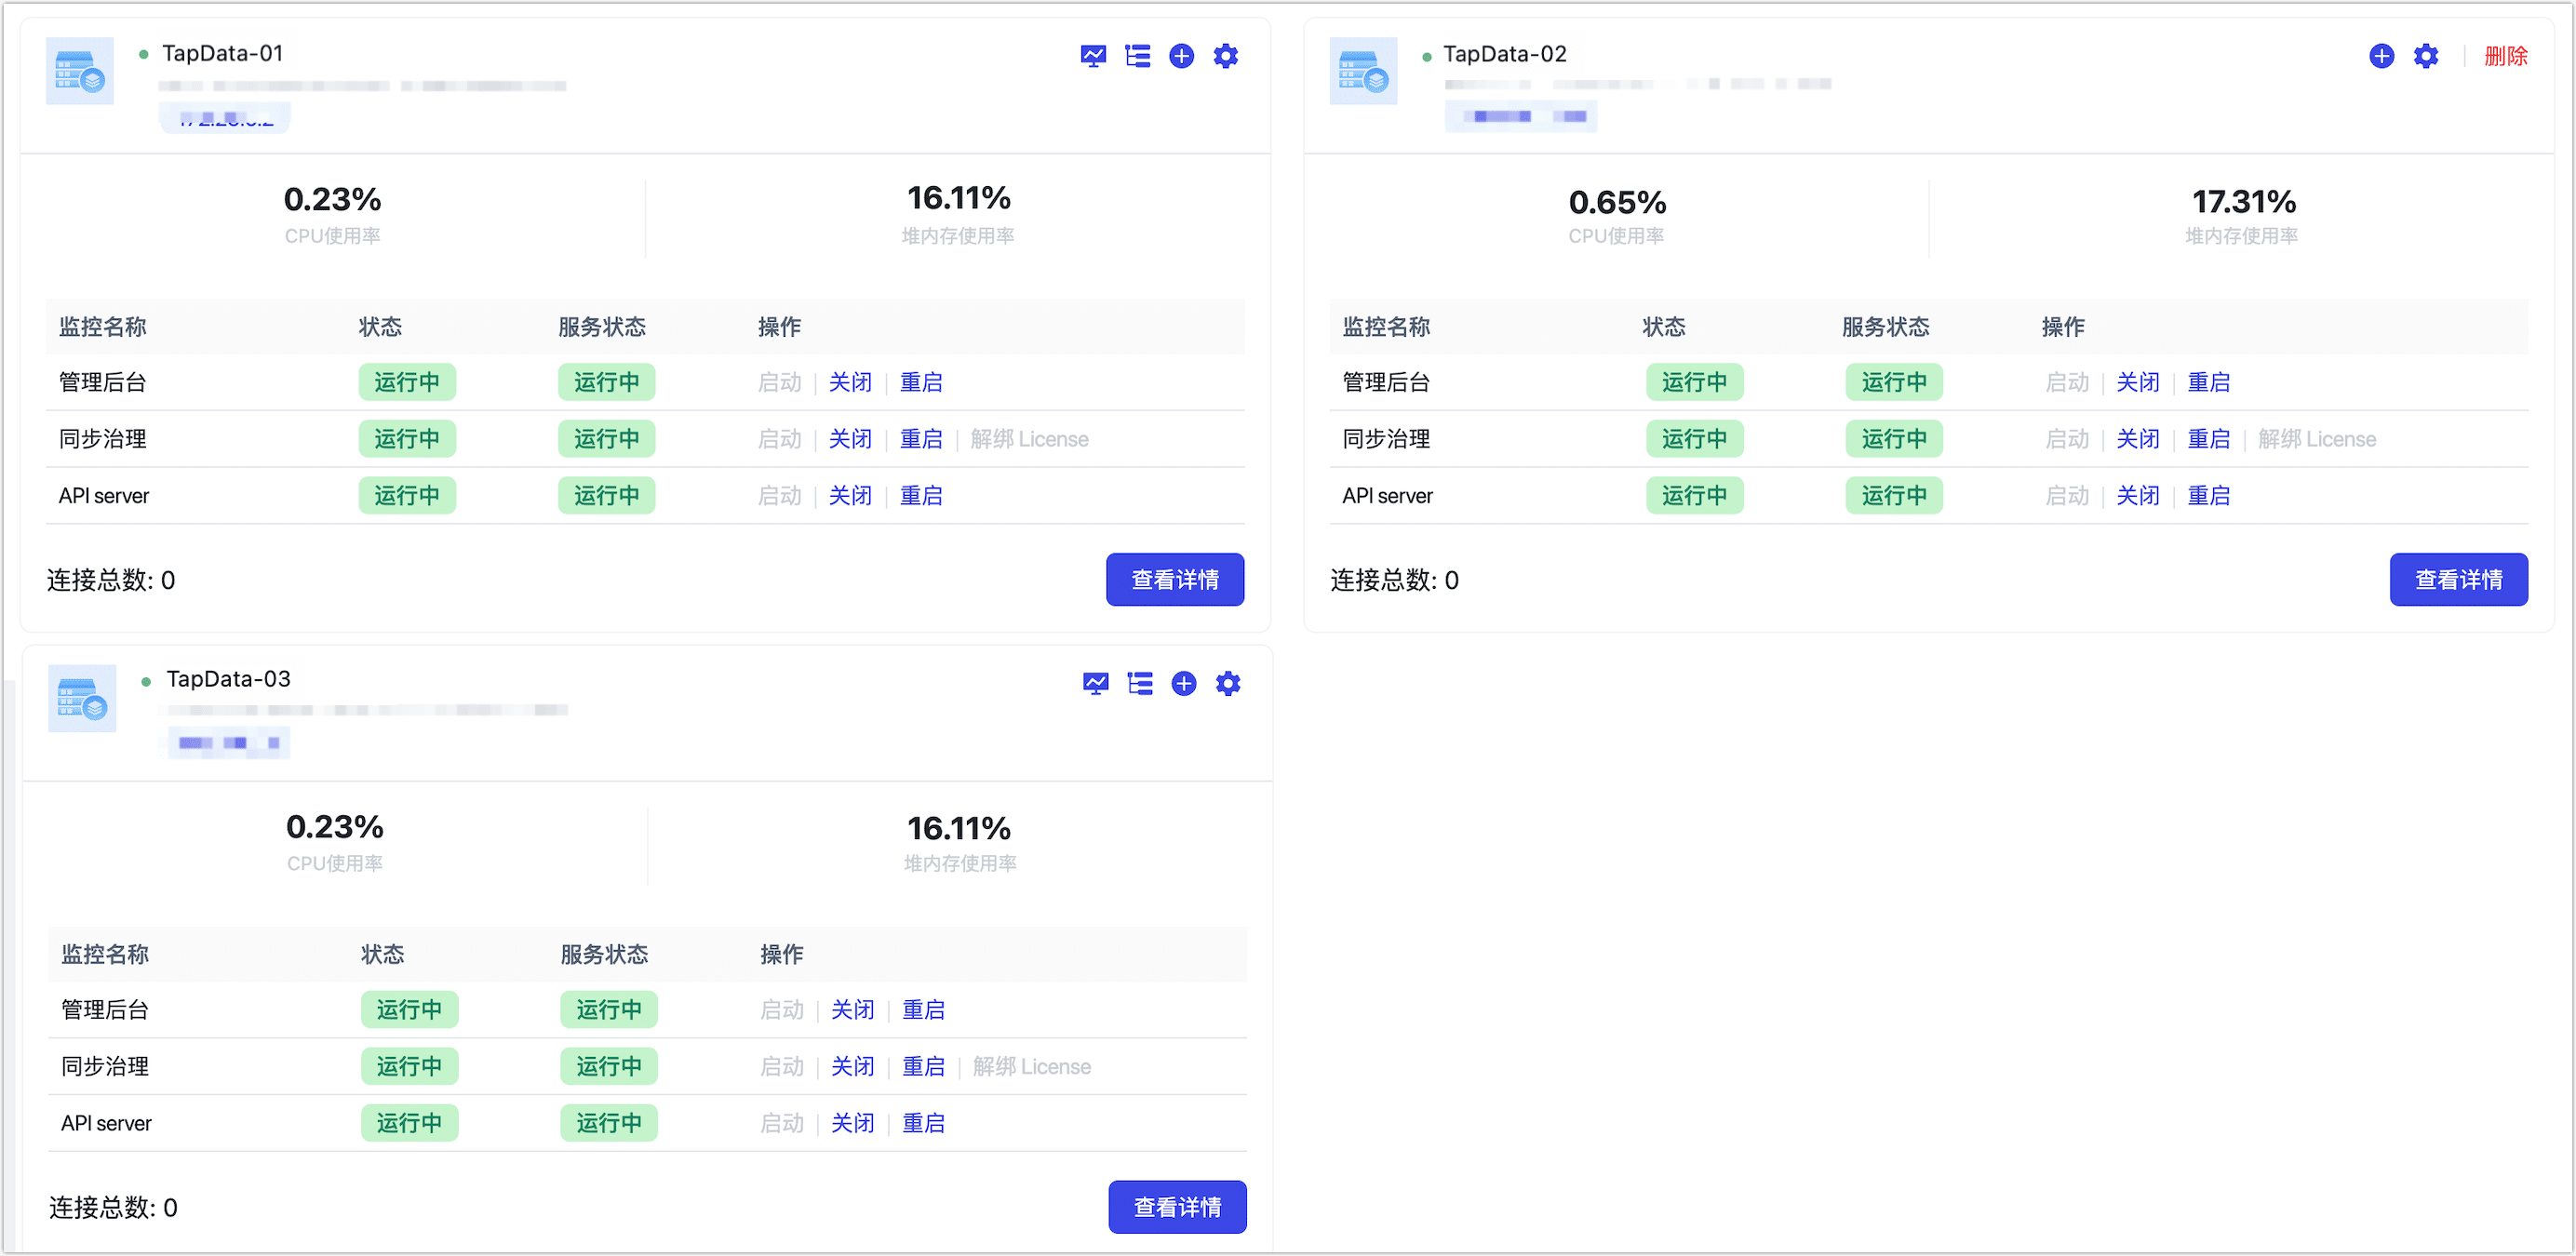 TapData-01
0.23%
CPU使用率
16.11%
堆内存使用率
监控名称 状态 服务状态 操作
管理后台 运行中 运行中 启动 关闭 重启
同步治理 运行中 运行中 启动 关闭 重启 解绑 License
API server 运行中 运行中 启动 关闭 重启
连接总数: 0 查看详情
TapData-02 删除
0.65%
CPU使用率
17.31%
堆内存使用率
监控名称 状态 服务状态 操作
管理后台 运行中 运行中 启动 关闭 重启
同步治理 运行中 运行中 启动 关闭 重启 解绑 License
API server 运行中 运行中 启动 关闭 重启
连接总数: 0 查看详情
TapData-03
0.23%
CPU使用率
16.11%
堆内存使用率
监控名称 状态 服务状态 操作
管理后台 运行中 运行中 启动 关闭 重启
同步治理 运行中 运行中 启动 关闭 重启 解绑 License
API server 运行中 运行中 启动 关闭 重启
连接总数: 0 查看详情